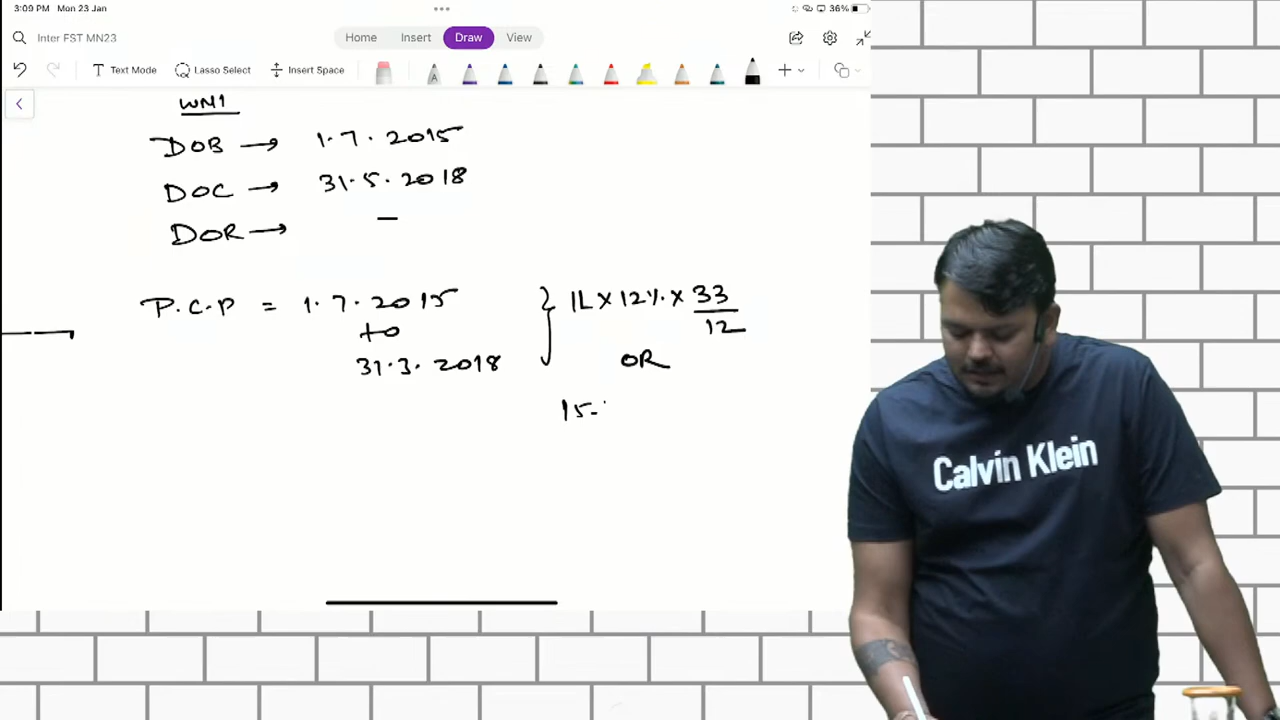 3:09 PM Mon 23 Jan
36%
Inter FST MN23
Home Insert Draw View
Text Mode Lasso Select Insert Space
WN1
DOB → 1.7.2015
DOC → 31.5.2018
DOR → —
P.C.P = 1.7.2015
to
31.3.2018
1L x 12% x 33/12
OR
15-
Calvin Klein